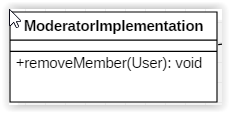 ModeratorImplementation
+removeMember(User): void